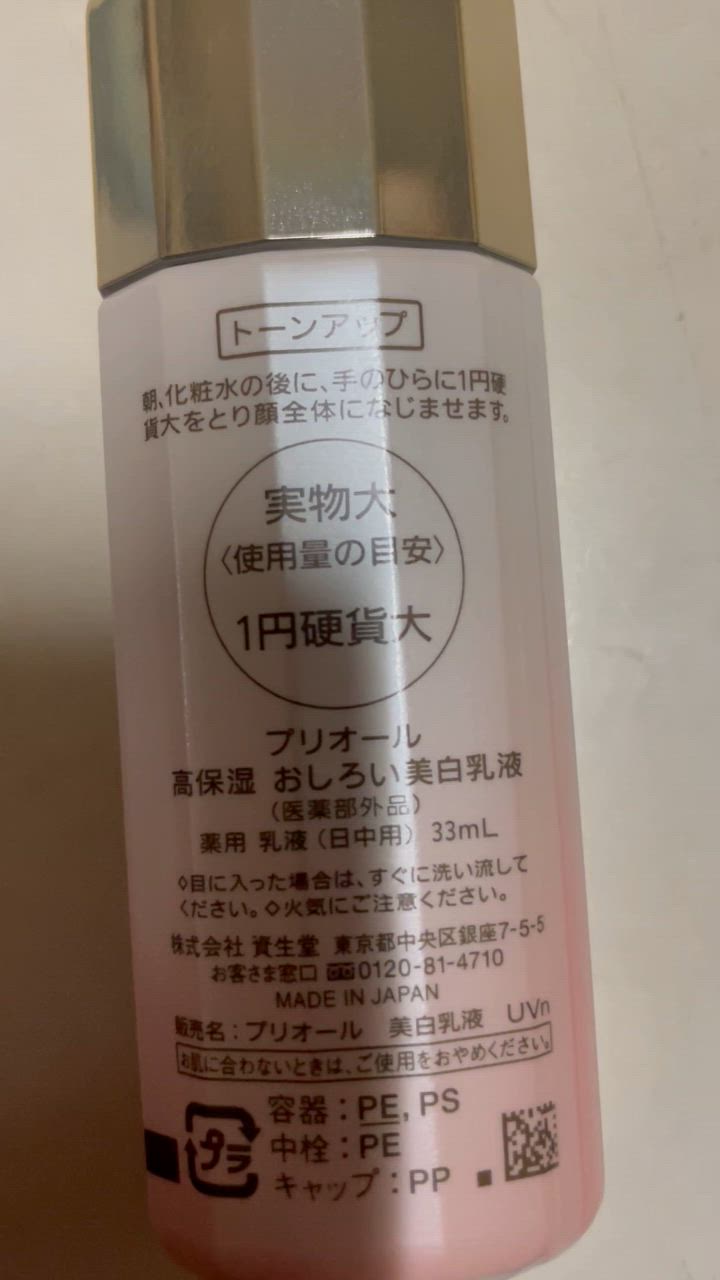 トーンアップ
朝、化粧水の後に、手のひらに1円硬
貨大をとり顔全体になじませます。
実物大
〈使用量の目安〉
1円硬貨大
プリオール
高保湿 おしろい美白乳液
（医薬部外品）
薬用 乳液（日中用） 33mL
◇目に入った場合は、すぐに洗い流して
ください。◇火気にご注意ください。
株式会社 資生堂 東京都中央区銀座7-5-5
お客さま窓口 0120-81-4710
MADE IN JAPAN
販売名：プリオール 美白乳液 UVn
お肌に合わないときは、ご使用をおやめください。
プラ
容器：PE, PS
中栓：PE
キャップ：PP